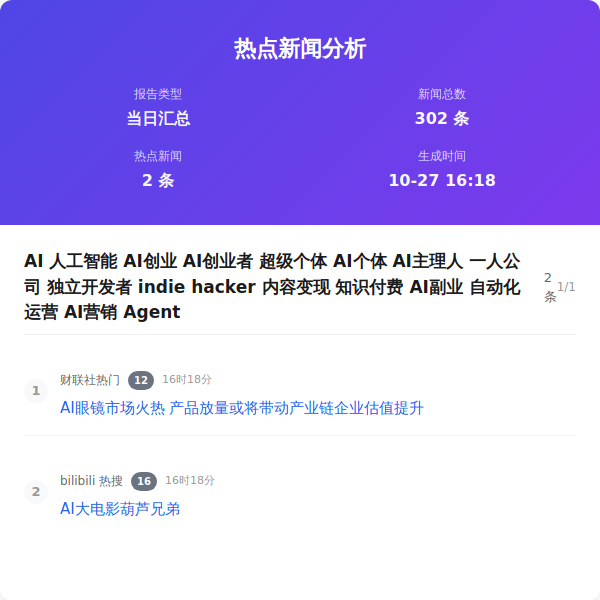 热点新闻分析
报告类型
当日汇总
新闻总数
302 条
热点新闻
2 条
生成时间
10-27 16:18
AI 人工智能 AI创业 AI创业者 超级个体 AI个体 AI主理人 一人公
司 独立开发者 indie hacker 内容变现 知识付费 AI副业 自动化
运营 AI营销 Agent
2
条
1/1
1
财联社热门 12 16时18分
AI眼镜市场火热 产品放量或将带动产业链企业估值提升
2
bilibili 热搜 16 16时18分
AI大电影葫芦兄弟